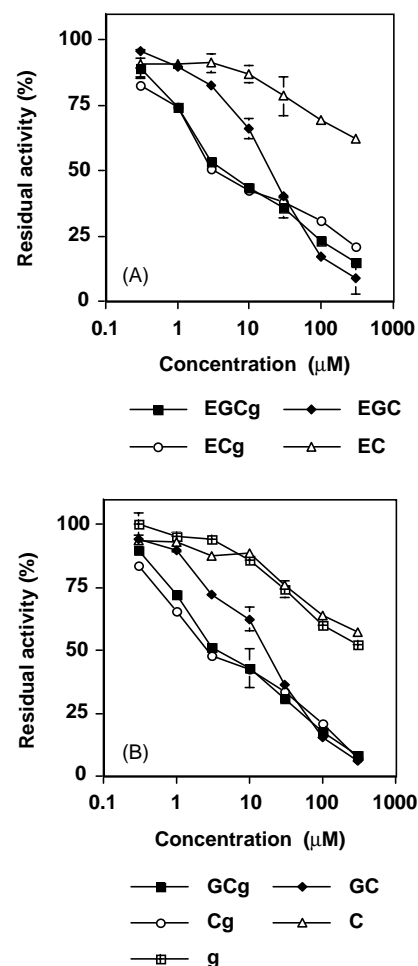 100
75
50
25
0
Residual activity (%)
(A)
0.1 1 10 100 1000
Concentration (μM)
EGCg EGC
ECg EC
100
75
50
25
0
Residual activity (%)
(B)
0.1 1 10 100 1000
Concentration (μM)
GCg GC
Cg C
g